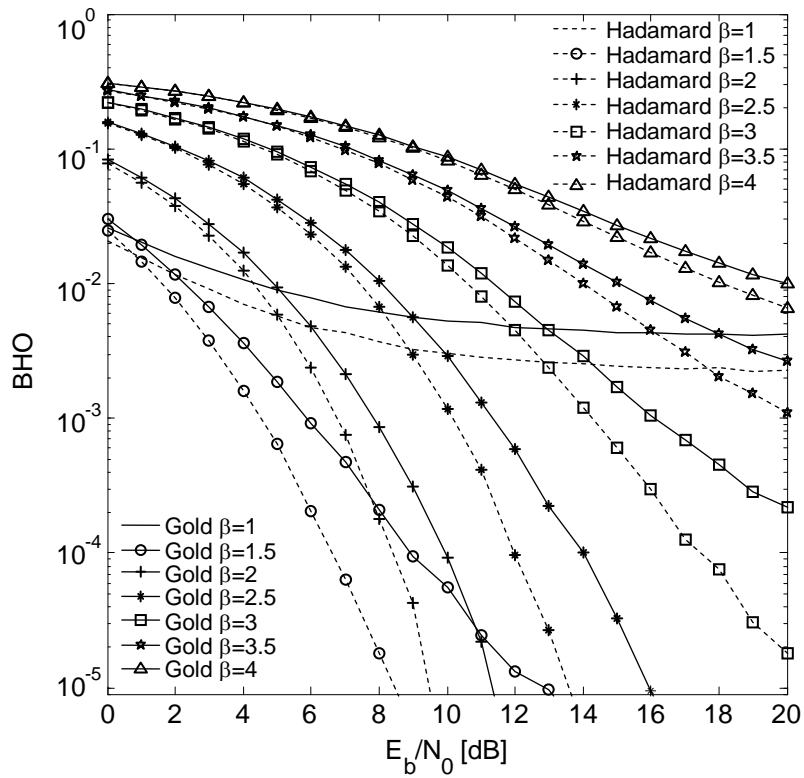 10^0
10^-1
10^-2
10^-3
10^-4
10^-5
BHO
Hadamard β=1
Hadamard β=1.5
Hadamard β=2
Hadamard β=2.5
Hadamard β=3
Hadamard β=3.5
Hadamard β=4
Gold β=1
Gold β=1.5
Gold β=2
Gold β=2.5
Gold β=3
Gold β=3.5
Gold β=4
0 2 4 6 8 10 12 14 16 18 20
E_b/N_0 [dB]